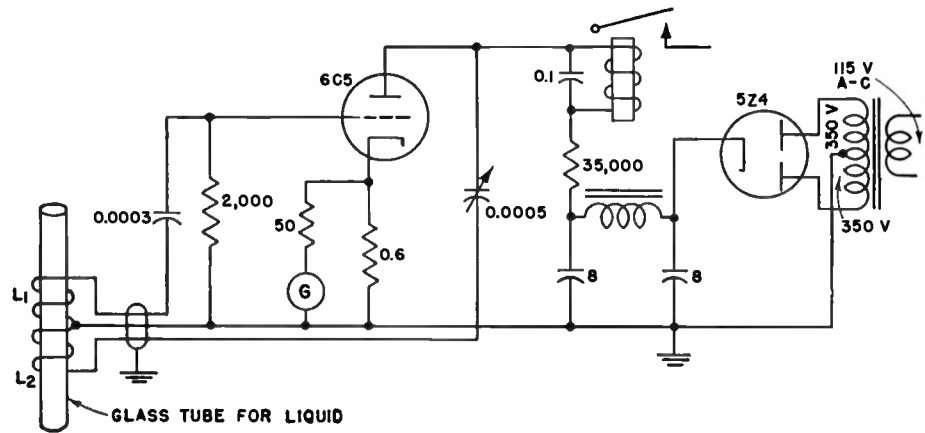 6C5
0.1
5Z4
115 V
A-C
350 V
350 V
35,000
0.0003
2,000
50
0.6
0.0005
G
8
8
L1
L2
GLASS TUBE FOR LIQUID